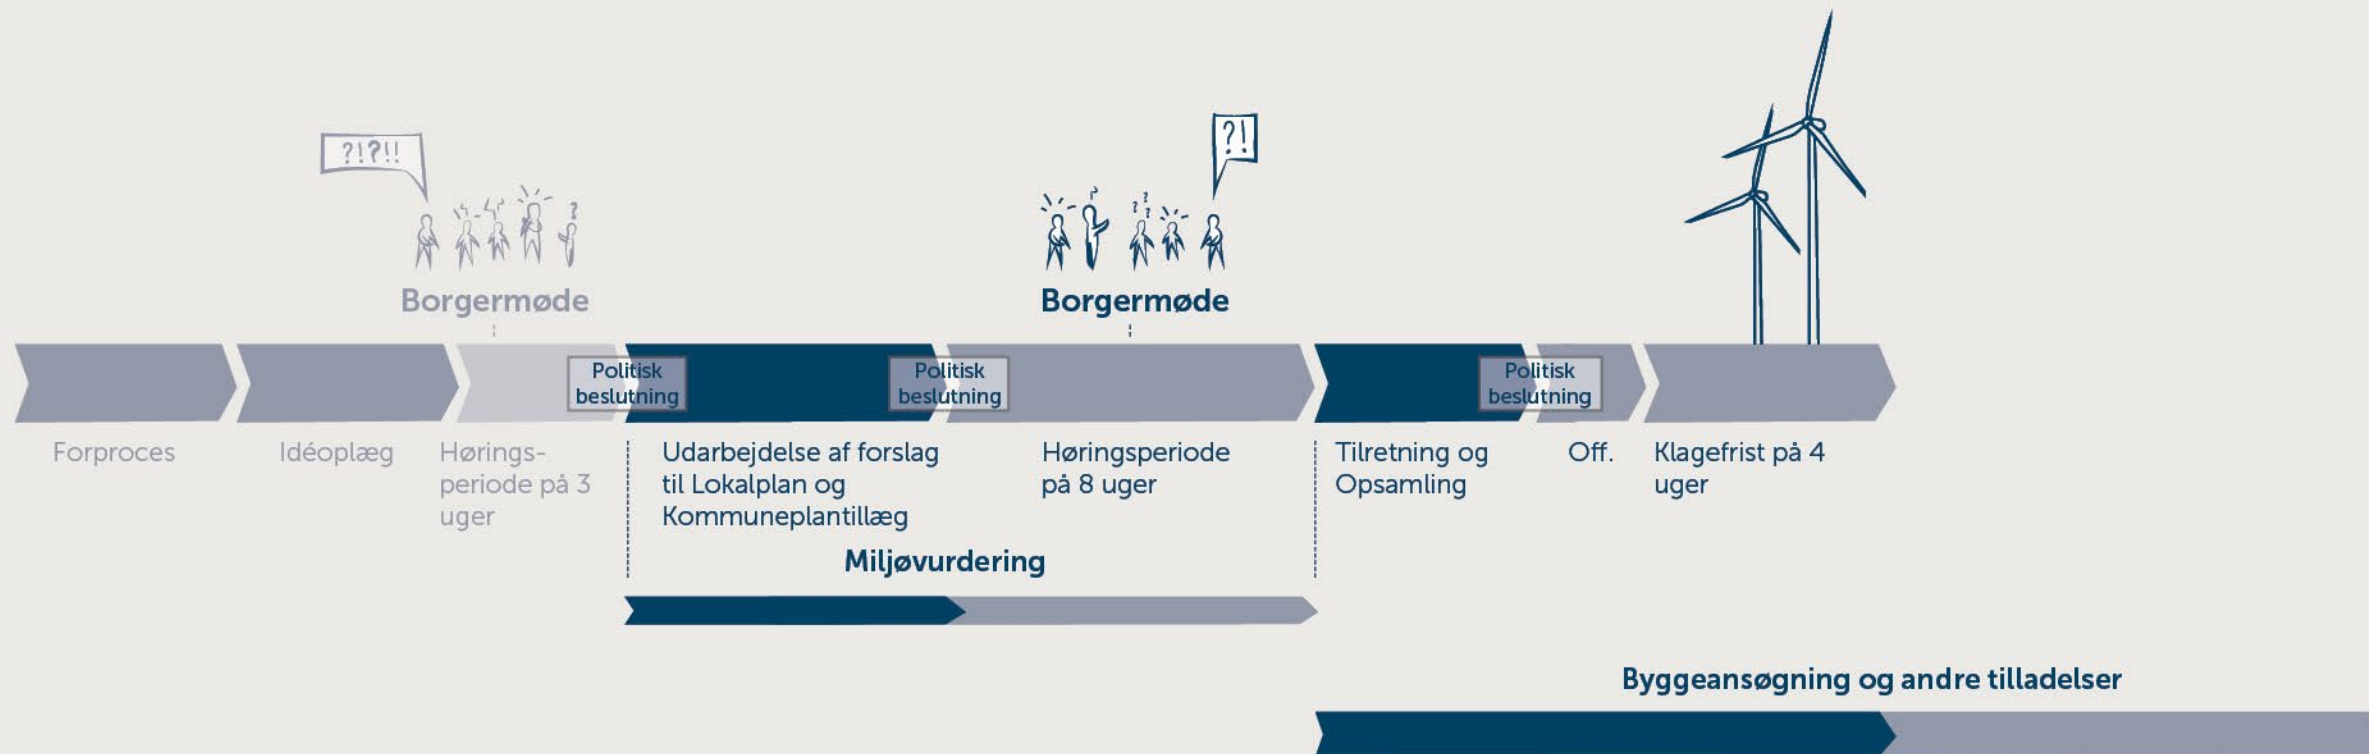 ?!?!!
?!
Borgermøde
Borgermøde
Politisk
beslutning
Politisk
beslutning
Politisk
beslutning
Forproces
Idéoplæg
Hørings-
periode på 3
uger
Udarbejdelse af forslag
til Lokalplan og
Kommuneplantillæg
Høringsperiode
på 8 uger
Tilretning og
Opsamling
Off.
Klagefrist på 4
uger
Miljøvurdering
Byggeansøgning og andre tilladelser